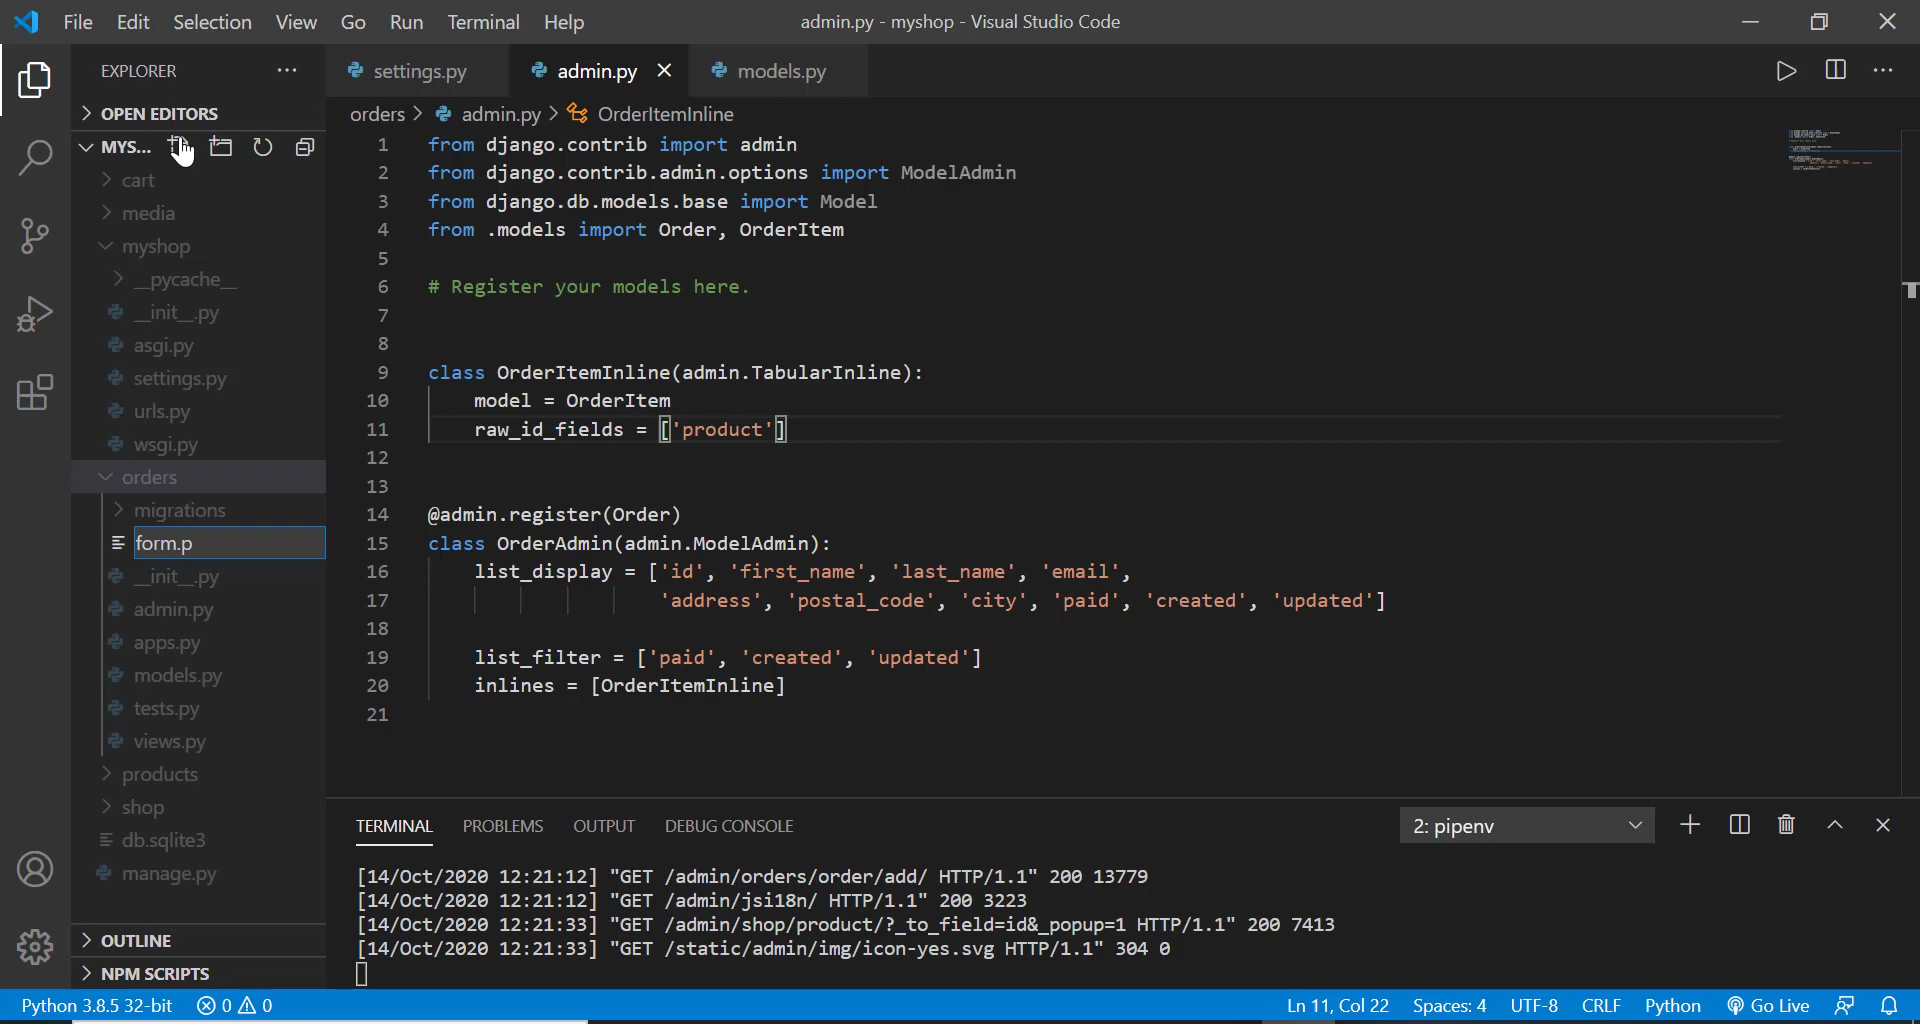 File Edit Selection View Go Run Terminal Help
admin.py - myshop - Visual Studio Code
EXPLORER
OPEN EDITORS
MYS...
cart
media
myshop
__pycache__
__init__.py
asgi.py
settings.py
urls.py
wsgi.py
orders
migrations
form.p
__init__.py
admin.py
apps.py
models.py
tests.py
views.py
products
shop
db.sqlite3
manage.py
OUTLINE
NPM SCRIPTS
settings.py admin.py models.py
orders > admin.py > OrderItemInline
1 from django.contrib import admin
2 from django.contrib.admin.options import ModelAdmin
3 from django.db.models.base import Model
4 from .models import Order, OrderItem
5
6 # Register your models here.
7
8
9 class OrderItemInline(admin.TabularInline):
10 model = OrderItem
11 raw_id_fields = ['product']
12
13
14 @admin.register(Order)
15 class OrderAdmin(admin.ModelAdmin):
16 list_display = ['id', 'first_name', 'last_name', 'email',
17 'address', 'postal_code', 'city', 'paid', 'created', 'updated']
18
19 list_filter = ['paid', 'created', 'updated']
20 inlines = [OrderItemInline]
21
TERMINAL PROBLEMS OUTPUT DEBUG CONSOLE
2: pipenv
[14/Oct/2020 12:21:12] "GET /admin/orders/order/add/ HTTP/1.1" 200 13779
[14/Oct/2020 12:21:12] "GET /admin/jsi18n/ HTTP/1.1" 200 3223
[14/Oct/2020 12:21:33] "GET /admin/shop/product/?_to_field=id&_popup=1 HTTP/1.1" 200 7413
[14/Oct/2020 12:21:33] "GET /static/admin/img/icon-yes.svg HTTP/1.1" 304 0
Python 3.8.5 32-bit 0 0 Ln 11, Col 22 Spaces: 4 UTF-8 CRLF Python Go Live